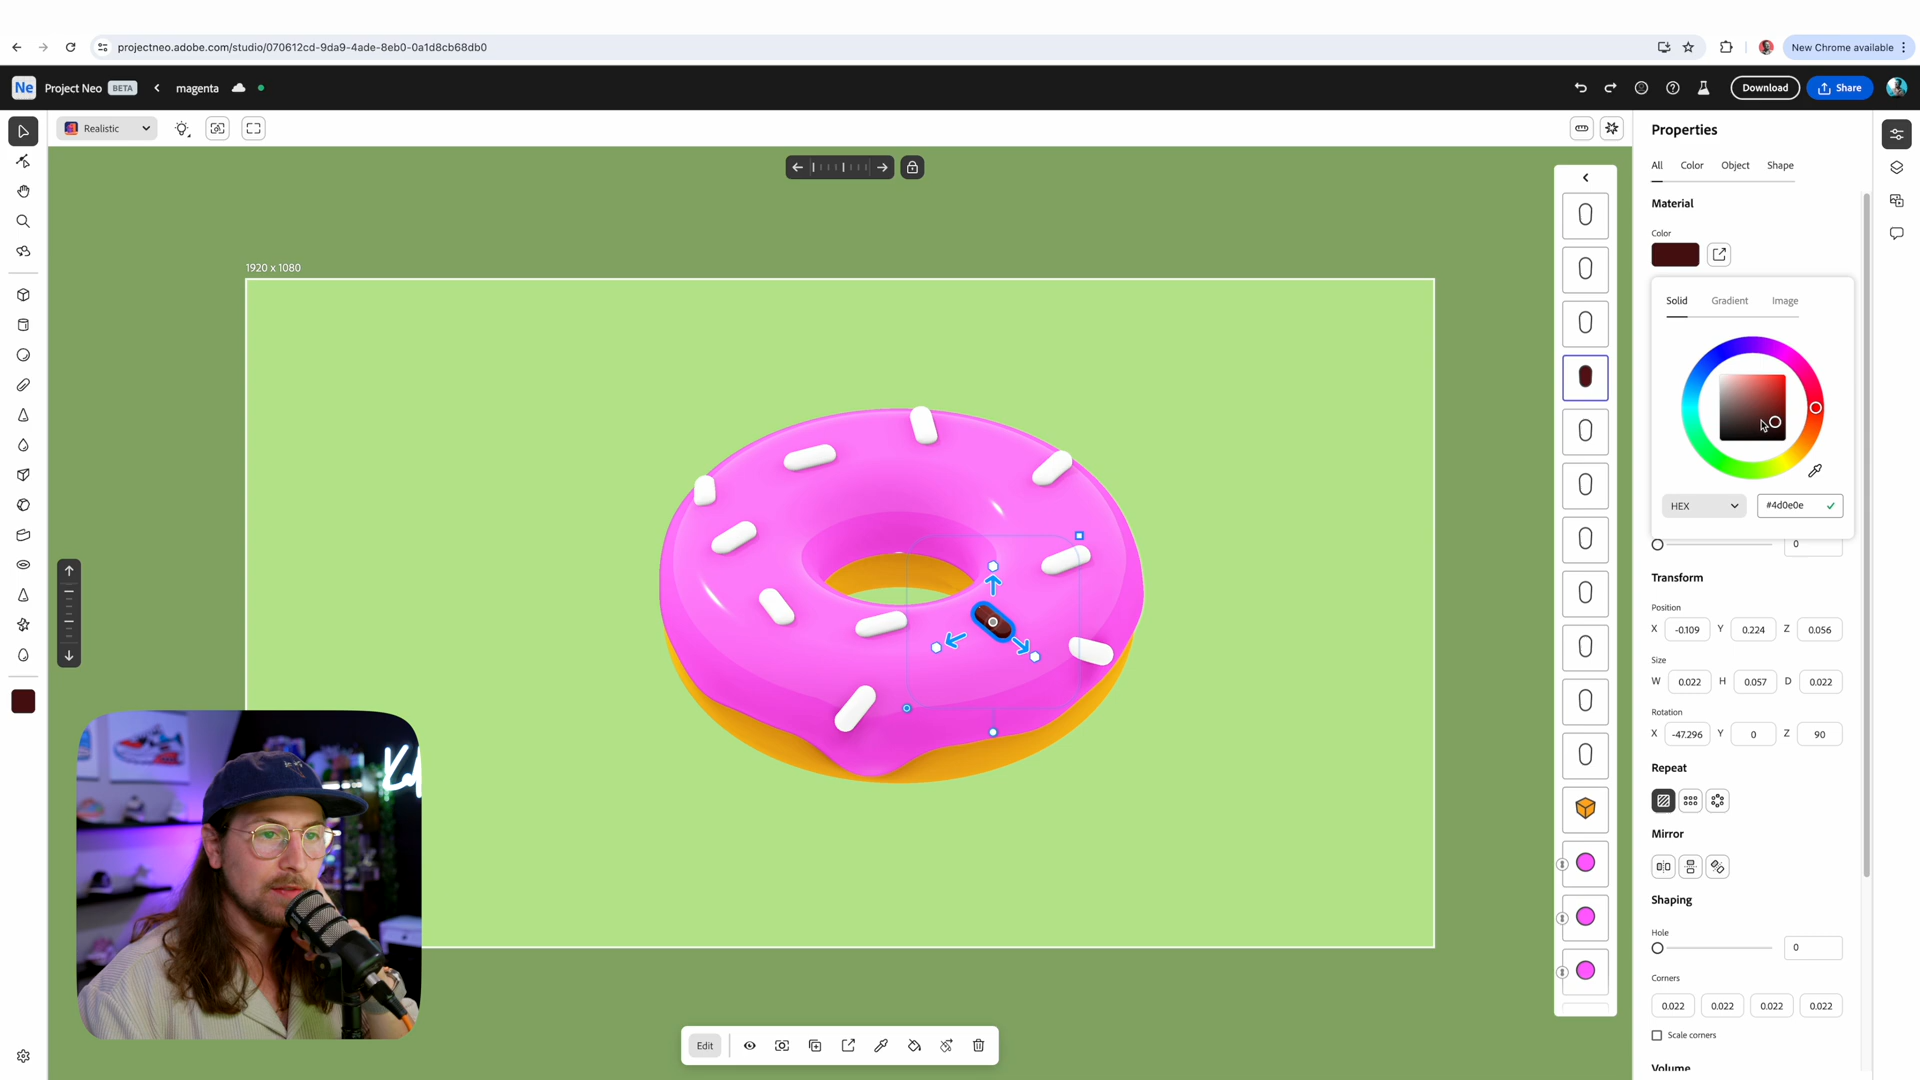 projectneo.adobe.com/studio/070612cd-9da9-4ade-8eb0-0a1d8cb68db0
New Chrome available
Ne
Project Neo
BETA
magenta
Download
Share
Realistic
Properties
All
Color
Object
Shape
Material
Color
Solid
Gradient
Image
HEX
#4d0e0e
0
Transform
Position
X -0.109 Y 0.224 Z 0.056
Size
W 0.022 H 0.057 D 0.022
Rotation
X -47.296 Y 0 Z 90
Repeat
Mirror
Shaping
Hole
0
Corners
0.022 0.022 0.022 0.022
Scale corners
Volume
1920 x 1080
Edit